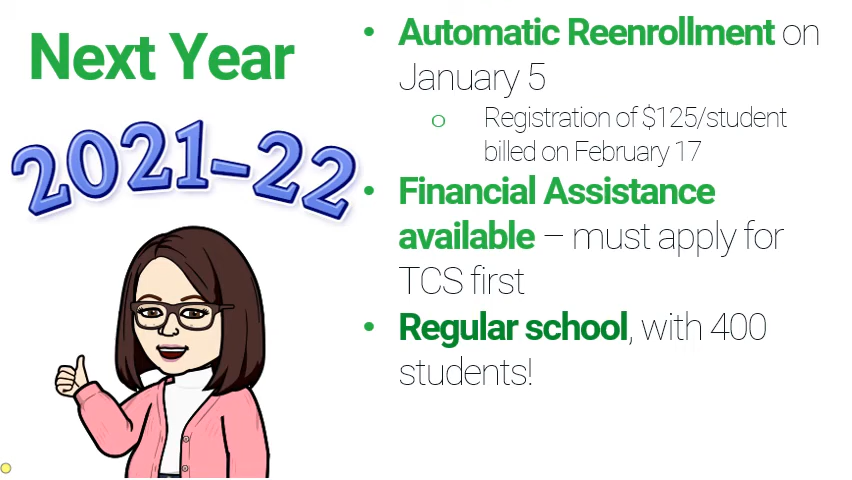 Next Year
2021-22
• Automatic Reenrollment on
January 5
o Registration of $125/student
billed on February 17
• Financial Assistance
available – must apply for
TCS first
• Regular school, with 400
students!